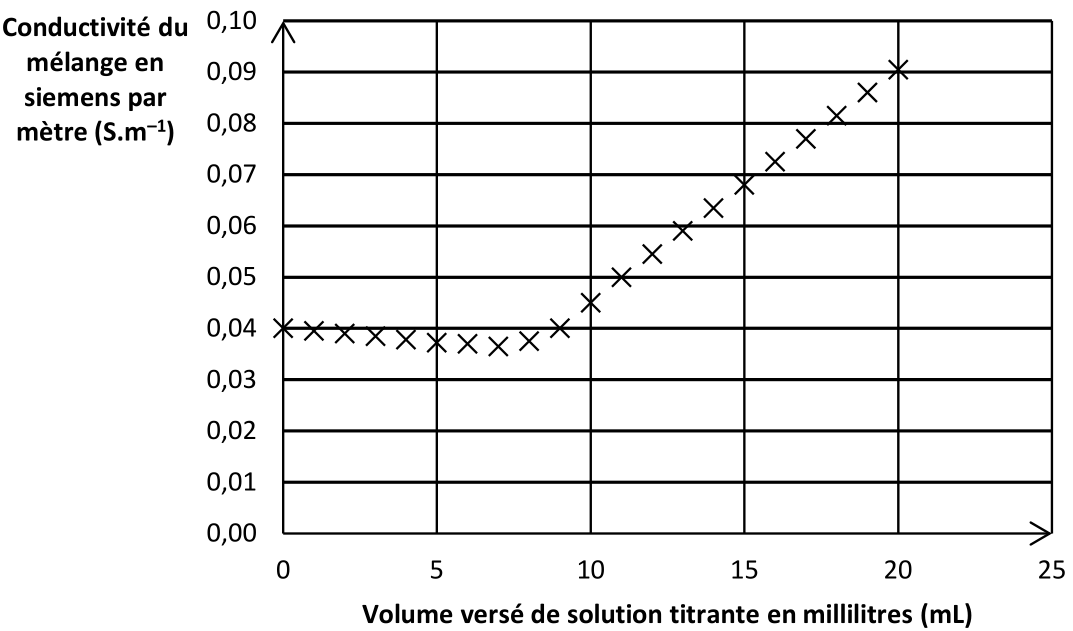 Conductivité du
mélange en
siemens par
mètre (S.m–1)
0,10
0,09
0,08
0,07
0,06
0,05
0,04
0,03
0,02
0,01
0,00
0 5 10 15 20 25
Volume versé de solution titrante en millilitres (mL)